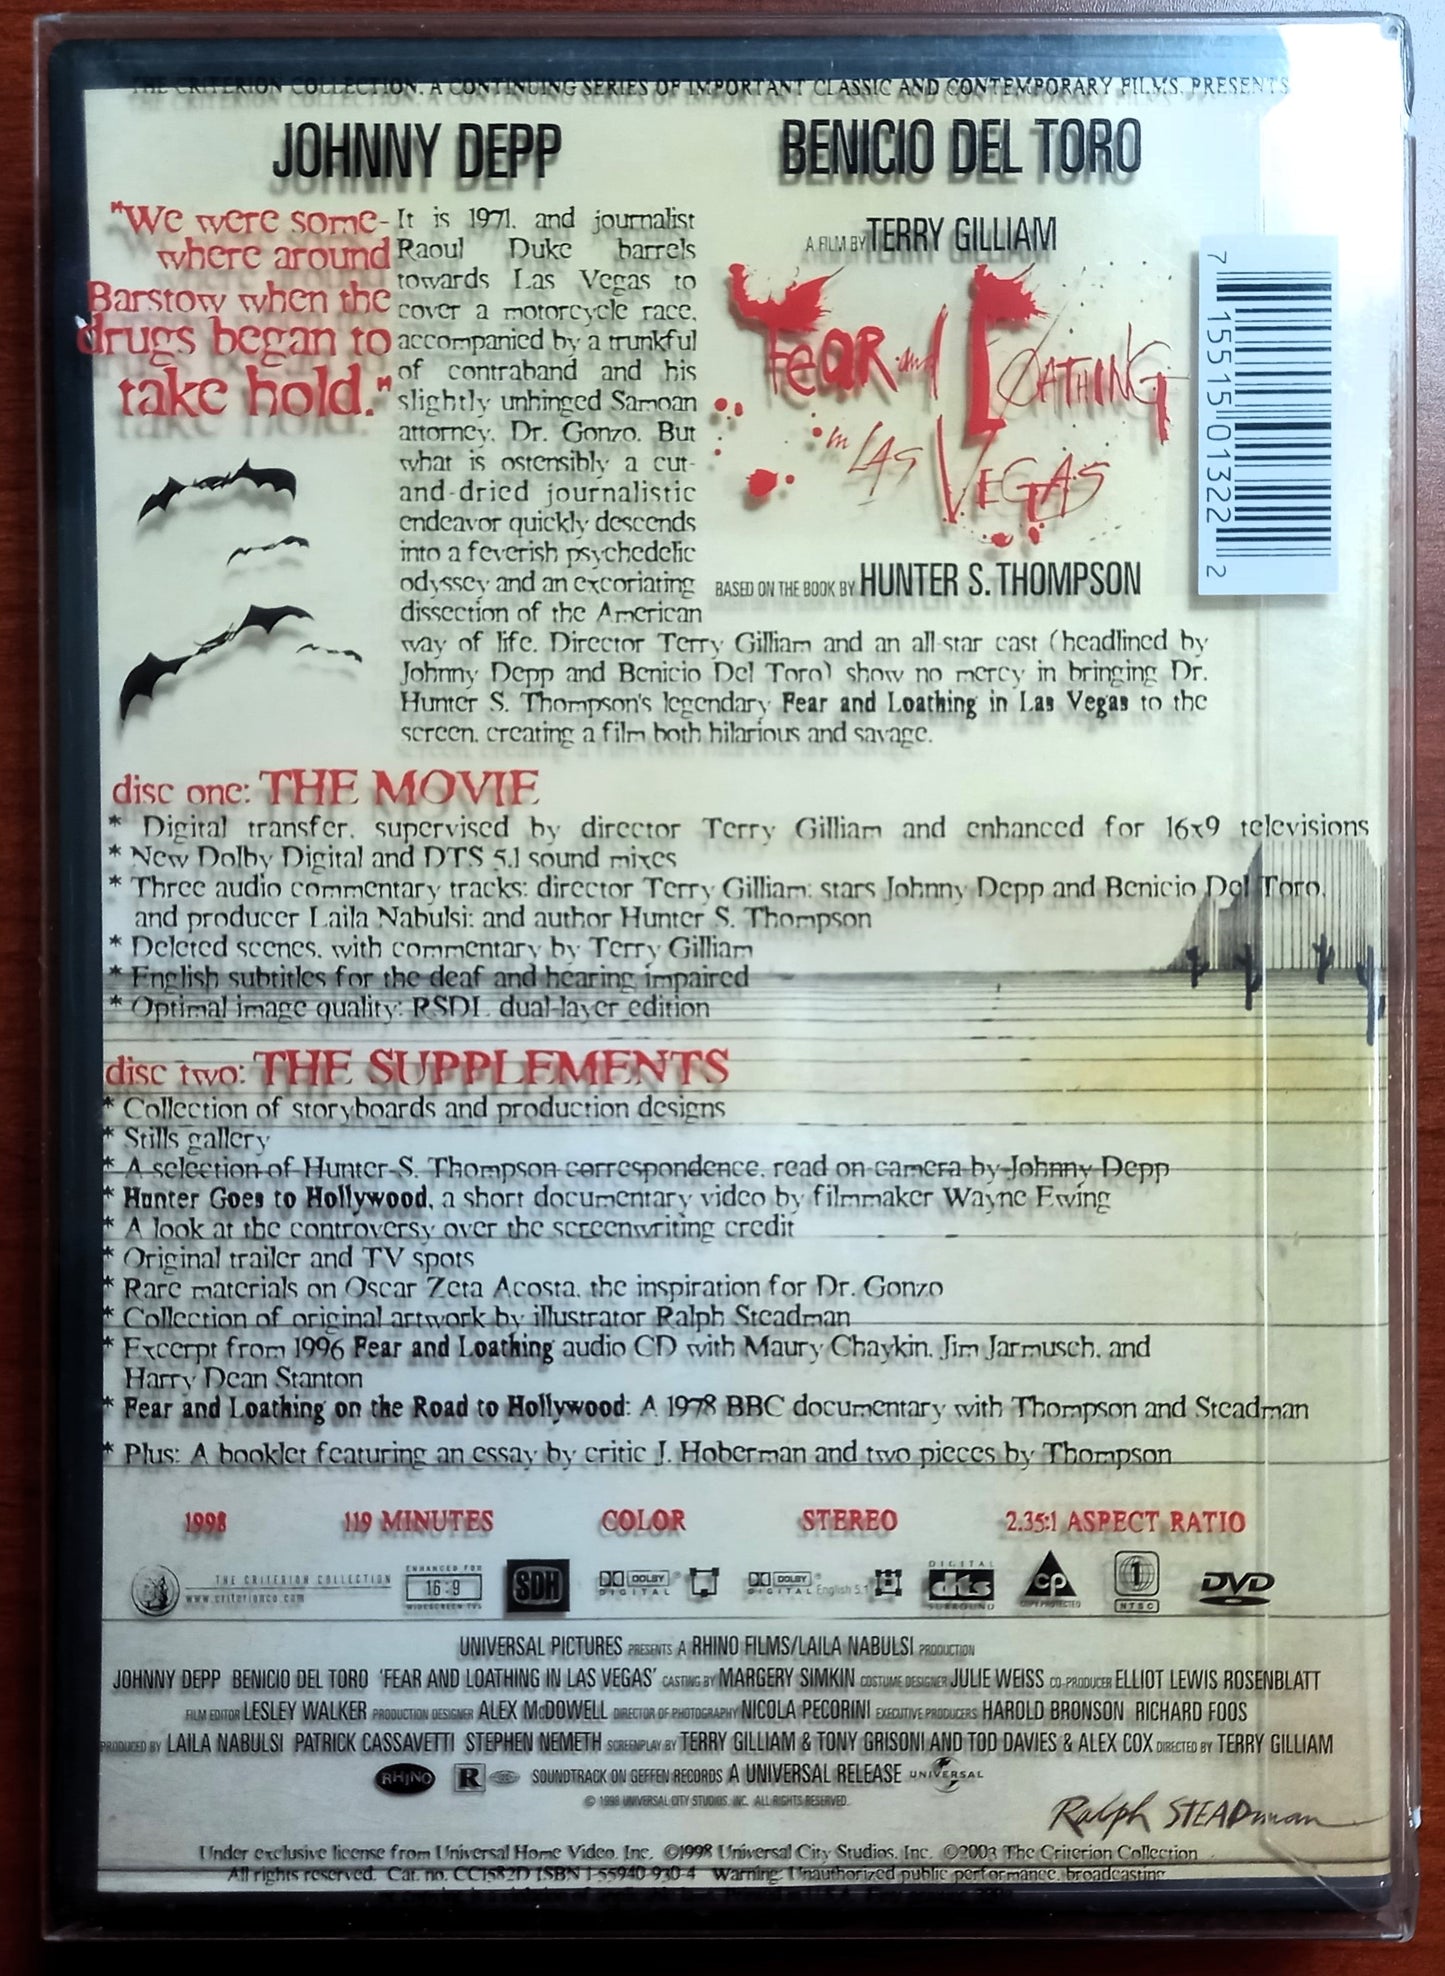 THE CRITERION COLLECTION, A CONTINUING SERIES OF IMPORTANT CLASSIC AND CONTEMPORARY FILMS, PRESENTS
JOHNNY DEPP
BENICIO DEL TORO
"We were some-
where around
Barstow when the
drugs began to
take hold."
It is 1971, and journalist
Raoul Duke barrels
towards Las Vegas to
cover a motorcycle race,
accompanied by a trunkful
of contraband and his
slightly unhinged Samoan
attorney, Dr. Gonzo. But
what is ostensibly a cut-
and-dried journalistic
endeavor quickly descends
into a feverish psychedelic
odyssey and an excoriating
dissection of the American
way of life. Director Terry Gilliam and an all-star cast (headlined by
Johnny Depp and Benicio Del Toro) show no mercy in bringing Dr.
Hunter S. Thompson's legendary Fear and Loathing in Las Vegas to the
screen, creating a film both hilarious and savage.
A FILM BY TERRY GILLIAM
FEAR and LOATHING
in LAS VEGAS
BASED ON THE BOOK BY HUNTER S. THOMPSON
7 15515 01322 2
disc one: THE MOVIE
* Digital transfer, supervised by director Terry Gilliam and enhanced for 16x9 televisions
* New Dolby Digital and DTS 5.1 sound mixes
* Three audio commentary tracks: director Terry Gilliam; stars Johnny Depp and Benicio Del Toro,
and producer Laila Nabulsi; and author Hunter S. Thompson
* Deleted scenes, with commentary by Terry Gilliam
* English subtitles for the deaf and hearing impaired
* Optimal image quality: RSDL dual-layer edition
disc two: THE SUPPLEMENTS
* Collection of storyboards and production designs
* Stills gallery
* A selection of Hunter S. Thompson correspondence, read on camera by Johnny Depp
* Hunter Goes to Hollywood, a short documentary video by filmmaker Wayne Ewing
* A look at the controversy over the screenwriting credit
* Original trailer and TV spots
* Rare materials on Oscar Zeta Acosta, the inspiration for Dr. Gonzo
* Collection of original artwork by illustrator Ralph Steadman
* Excerpt from 1996 Fear and Loathing audio CD with Maury Chaykin, Jim Jarmusch, and
Harry Dean Stanton
* Fear and Loathing on the Road to Hollywood: A 1978 BBC documentary with Thompson and Steadman
* Plus: A booklet featuring an essay by critic J. Hoberman and two pieces by Thompson
1998 119 MINUTES COLOR STEREO 2.35:1 ASPECT RATIO
THE CRITERION COLLECTION
www.criterionco.com
ENHANCED FOR
16:9
WIDESCREEN TVs
SDH
DOLBY
DIGITAL
DOLBY
DIGITAL English 5.1
DIGITAL
dts
SURROUND
CP
COPY PROTECTED
1
NTSC
DVD
UNIVERSAL PICTURES PRESENTS A RHINO FILMS/LAILA NABULSI PRODUCTION
JOHNNY DEPP BENICIO DEL TORO 'FEAR AND LOATHING IN LAS VEGAS' CASTING BY MARGERY SIMKIN COSTUME DESIGNER JULIE WEISS CO-PRODUCER ELLIOT LEWIS ROSENBLATT
FILM EDITOR LESLEY WALKER PRODUCTION DESIGNER ALEX McDOWELL DIRECTOR OF PHOTOGRAPHY NICOLA PECORINI EXECUTIVE PRODUCERS HAROLD BRONSON RICHARD FOOS
PRODUCED BY LAILA NABULSI PATRICK CASSAVETTI STEPHEN NEMETH SCREENPLAY BY TERRY GILLIAM & TONY GRISONI AND TOD DAVIES & ALEX COX DIRECTED BY TERRY GILLIAM
RHINO R SOUNDTRACK ON GEFFEN RECORDS A UNIVERSAL RELEASE UNIVERSAL
© 1998 UNIVERSAL CITY STUDIOS, INC. ALL RIGHTS RESERVED.
Ralph STEADman
Under exclusive license from Universal Home Video, Inc. ©1998 Universal City Studios, Inc. ©2003 The Criterion Collection
All rights reserved. Cat. no. CC1582D ISBN 1-55940-930-4 Warning: Unauthorized public performance, broadcasting